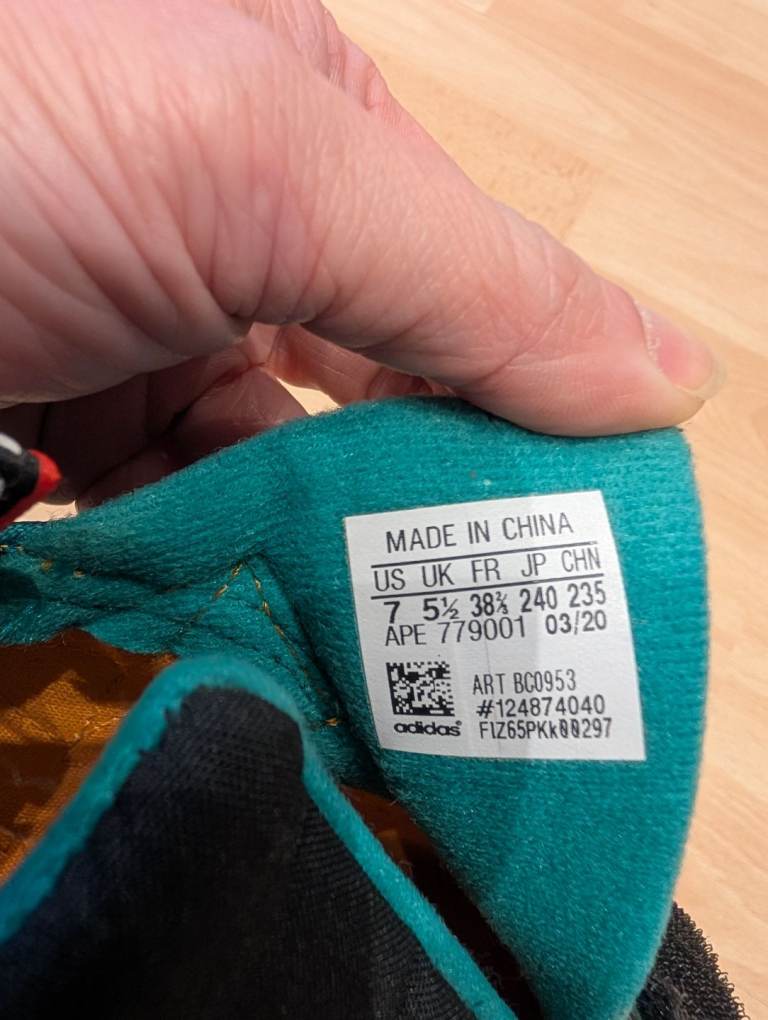 MADE IN CHINA
US UK FR JP CHN
7 5½ 38⅔ 240 235
APE 779001 03/20
ART BC0953
#124874040
adidas